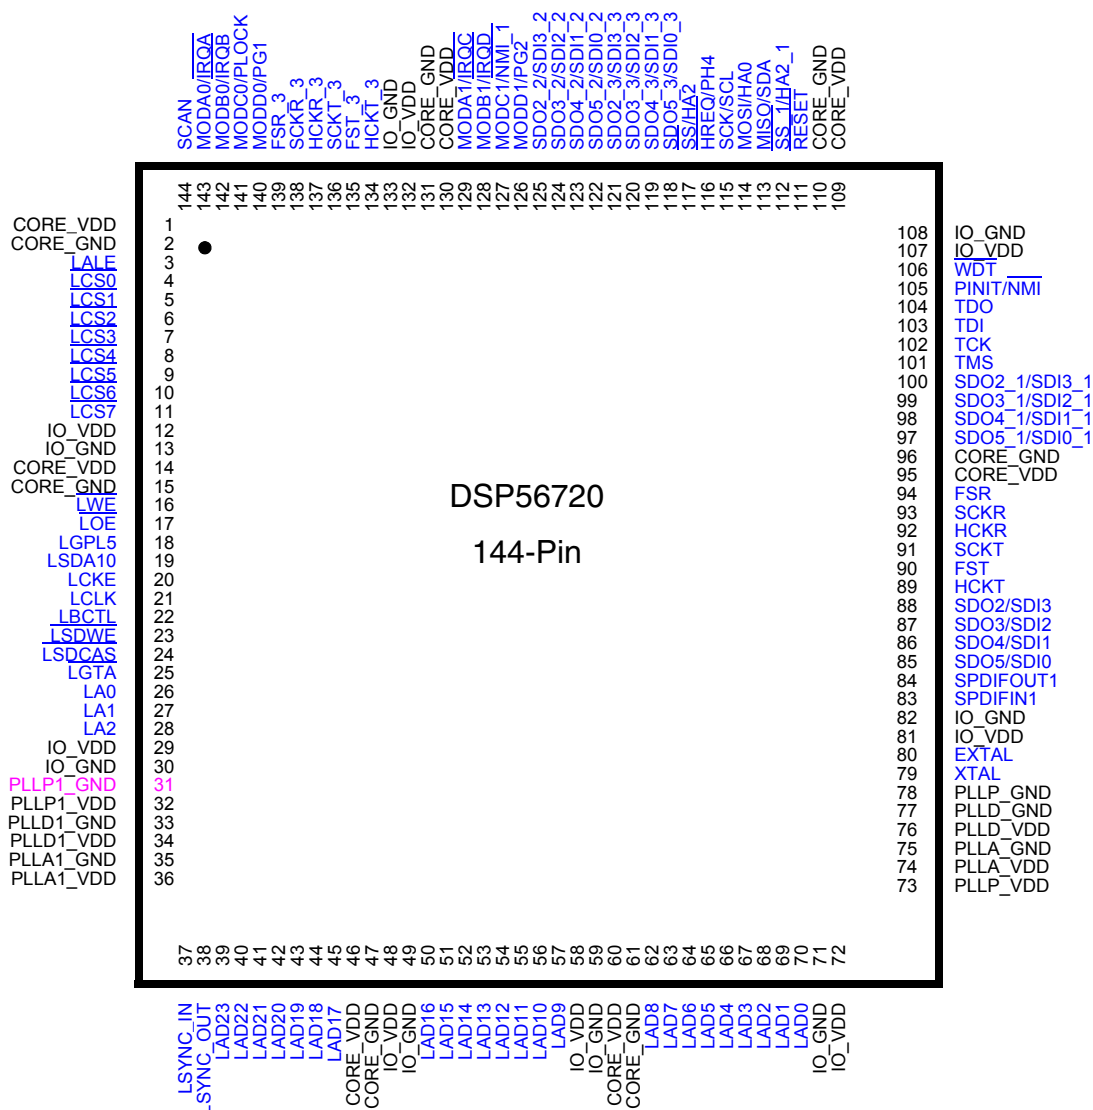 SCAN
MODA0/IRQA
MODB0/IRQB
MODC0/PLOCK
MODD0/PG1
FSR_3
SCKR_3
HCKR_3
SCKT_3
FST_3
HCKT_3
IO_GND
IO_VDD
CORE_GND
CORE_VDD
MODA1/IRQC
MODB1/IRQD
MODC1/NMI_1
MODD1/PG2
SDO2_2/SDI3_2
SDO3_2/SDI2_2
SDO4_2/SDI1_2
SDO5_2/SDI0_2
SDO2_3/SDI3_3
SDO3_3/SDI2_3
SDO4_3/SDI1_3
SDO5_3/SDI0_3
SS/HA2
HREQ/PH4
SCK/SCL
MOSI/HA0
MISO/SDA
SS_1/HA2_1
RESET
CORE_GND
CORE_VDD
144
143
142
141
140
139
138
137
136
135
134
133
132
131
130
129
128
127
126
125
124
123
122
121
120
119
118
117
116
115
114
113
112
111
110
109
CORE_VDD 1
CORE_GND 2
LALE 3
LCS0 4
LCS1 5
LCS2 6
LCS3 7
LCS4 8
LCS5 9
LCS6 10
LCS7 11
IO_VDD 12
IO_GND 13
CORE_VDD 14
CORE_GND 15
LWE 16
LOE 17
LGPL5 18
LSDA10 19
LCKE 20
LCLK 21
LBCTL 22
LSDWE 23
LSDCAS 24
LGTA 25
LA0 26
LA1 27
LA2 28
IO_VDD 29
IO_GND 30
PLLP1_GND 31
PLLP1_VDD 32
PLLD1_GND 33
PLLD1_VDD 34
PLLA1_GND 35
PLLA1_VDD 36
DSP56720
144-Pin
108 IO_GND
107 IO_VDD
106 WDT
105 PINIT/NMI
104 TDO
103 TDI
102 TCK
101 TMS
100 SDO2_1/SDI3_1
99 SDO3_1/SDI2_1
98 SDO4_1/SDI1_1
97 SDO5_1/SDI0_1
96 CORE_GND
95 CORE_VDD
94 FSR
93 SCKR
92 HCKR
91 SCKT
90 FST
89 HCKT
88 SDO2/SDI3
87 SDO3/SDI2
86 SDO4/SDI1
85 SDO5/SDI0
84 SPDIFOUT1
83 SPDIFIN1
82 IO_GND
81 IO_VDD
80 EXTAL
79 XTAL
78 PLLP_GND
77 PLLD_GND
76 PLLD_VDD
75 PLLA_GND
74 PLLA_VDD
73 PLLP_VDD
37
38
39
40
41
42
43
44
45
46
47
48
49
50
51
52
53
54
55
56
57
58
59
60
61
62
63
64
65
66
67
68
69
70
71
72
LSYNC_IN
LSYNC_OUT
LAD23
LAD22
LAD21
LAD20
LAD19
LAD18
LAD17
CORE_VDD
CORE_GND
IO_VDD
IO_GND
LAD16
LAD15
LAD14
LAD13
LAD12
LAD11
LAD10
LAD9
IO_VDD
IO_GND
CORE_VDD
CORE_GND
LAD8
LAD7
LAD6
LAD5
LAD4
LAD3
LAD2
LAD1
LAD0
IO_GND
IO_VDD